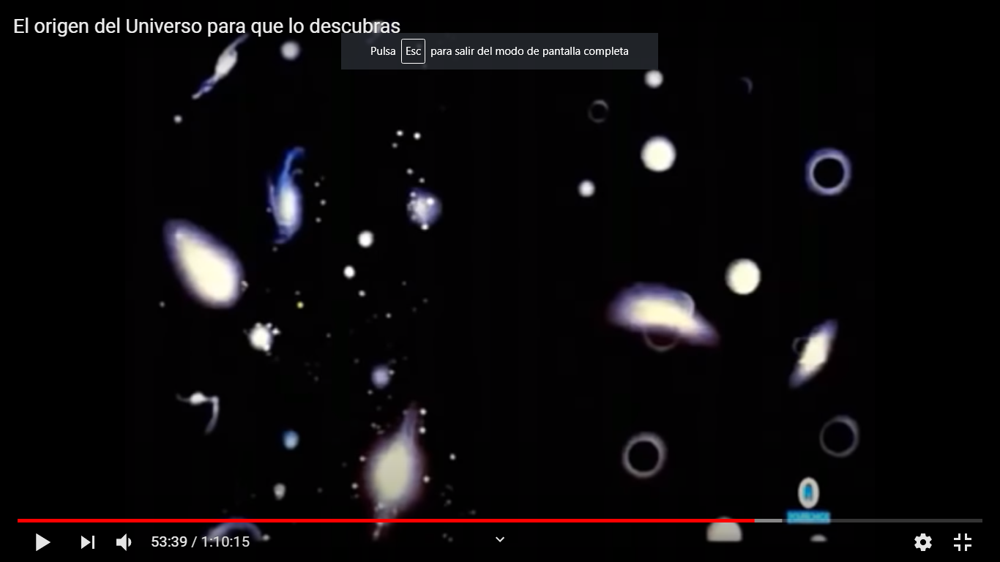 El origen del Universo para que lo descubras
Pulsa Esc para salir del modo de pantalla completa
53:39 / 1:10:15